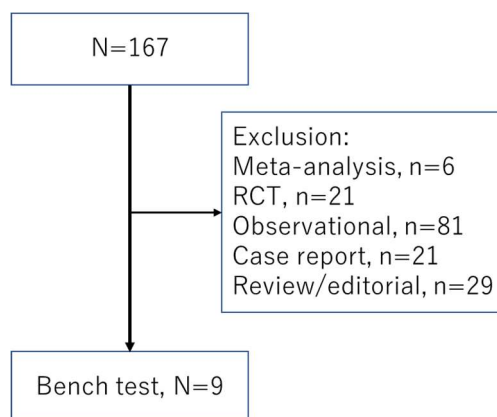 N=167
Exclusion:
Meta-analysis, n=6
RCT, n=21
Observational, n=81
Case report, n=21
Review/editorial, n=29
Bench test, N=9